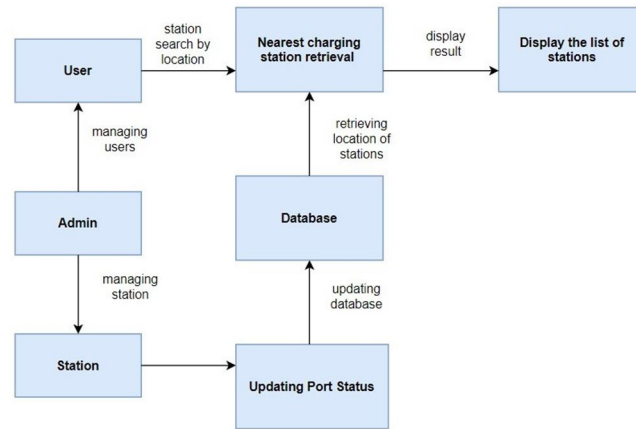 station
search by
location
User
Nearest charging
station retrieval
display
result
Display the list of
stations
managing
users
retrieving
location of
stations
Admin
Database
managing
station
updating
database
Station
Updating Port Status